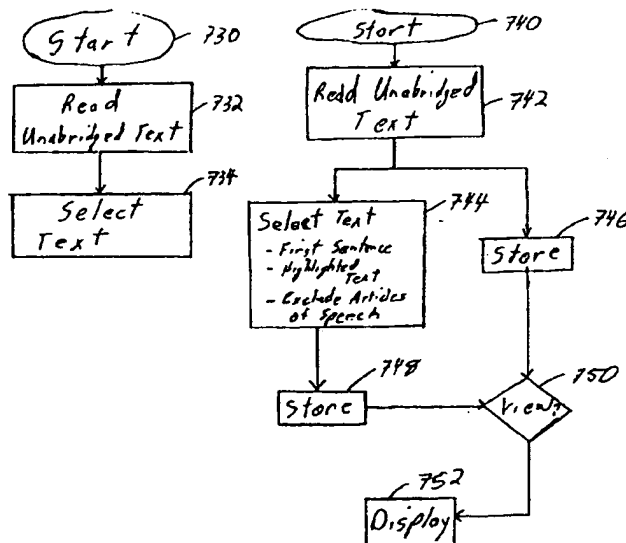 Start
730
Read
Unabridged Text
732
Select
Text
734
Start
740
Read Unabridged
Text
742
Select Text
- First Sentence
- Highlighted
Text
- Exclude Articles
of Speech
744
Store
746
Store
748
View?
750
Display
752